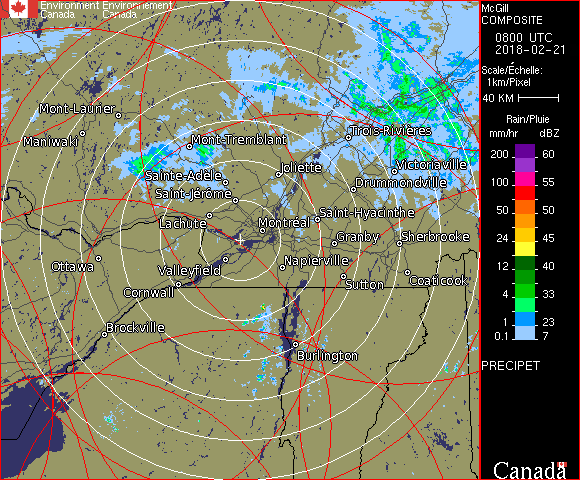 Environment Environnement
Canada Canada
McGill
COMPOSITE
0800 UTC
2018-02-21
Scale/Échelle:
1km/Pixel
40 KM
Rain/Pluie
mm/hr dBZ
200 60
150 57
100 55
50 50
24 45
12 40
4 33
1 23
0.1 7
PRECIPET
Canada
Mont-Laurier
Maniwaki
Mont-Tremblant
Trois-Rivières
Sainte-Adèle
Joliette
Victoriaville
Saint-Jérôme
Drummondville
Lachute
Montréal
Saint-Hyacinthe
Granby
Sherbrooke
Ottawa
Valleyfield
Napierville
Cornwall
Sutton
Coaticook
Brockville
Burlington